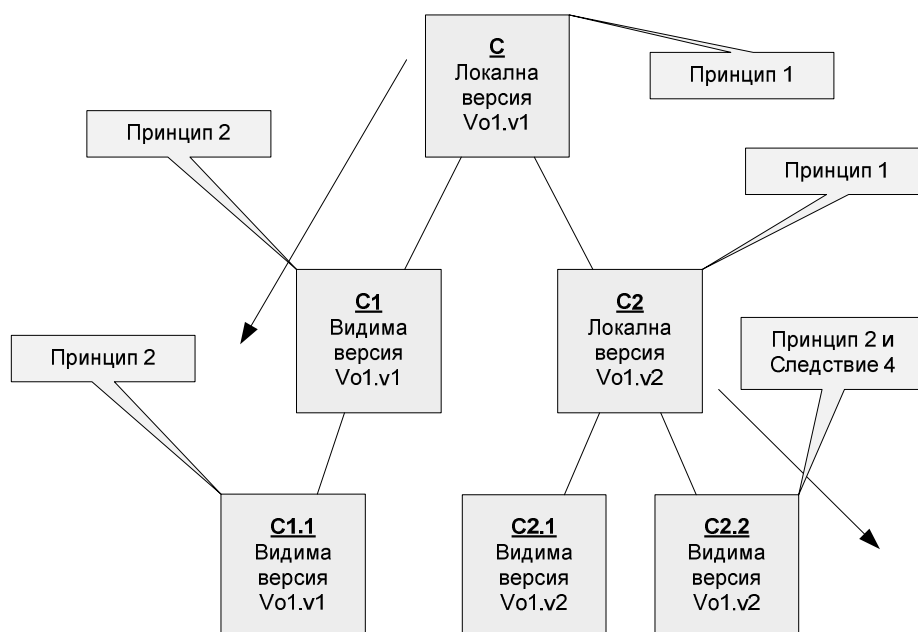 C
Локална
версия
Vo1.v1
Принцип 1
Принцип 2
Принцип 1
C1
Видима
версия
Vo1.v1
C2
Локална
версия
Vo1.v2
Принцип 2
Принцип 2 и
Следствие 4
C1.1
Видима
версия
Vo1.v1
C2.1
Видима
версия
Vo1.v2
C2.2
Видима
версия
Vo1.v2